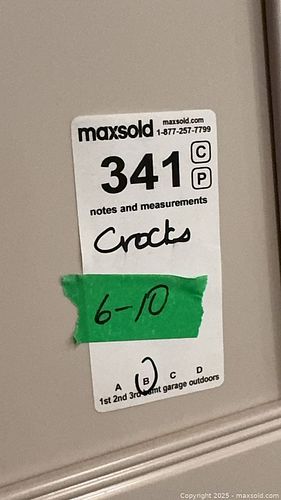 maxsold maxsold.com
1-877-257-7799
341 C
P
notes and measurements
Crocks
6-10
A B C D
1st 2nd 3rd bsmt garage outdoors
Copyright © 2025 - maxsold.com